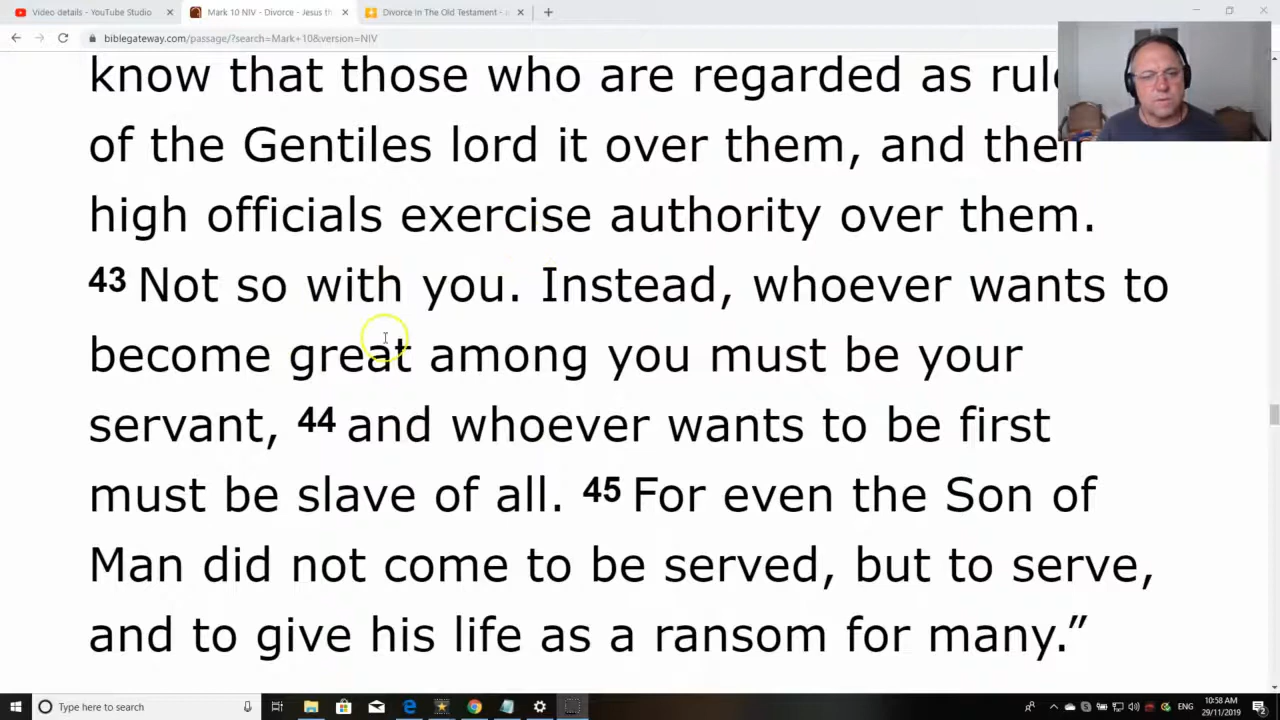 Video details - YouTube Studio
Mark 10 NIV - Divorce - Jesus th
Divorce In The Old Testament -
biblegateway.com/passage/?search=Mark+10&version=NIV
know that those who are regarded as
of the Gentiles lord it over them, and their
high officials exercise authority over them.
43 Not so with you. Instead, whoever wants to
become great among you must be your
servant, 44 and whoever wants to be first
must be slave of all. 45 For even the Son of
Man did not come to be served, but to serve,
and to give his life as a ransom for many.”
Type here to search
ENG
10:58 AM
29/11/2019
2